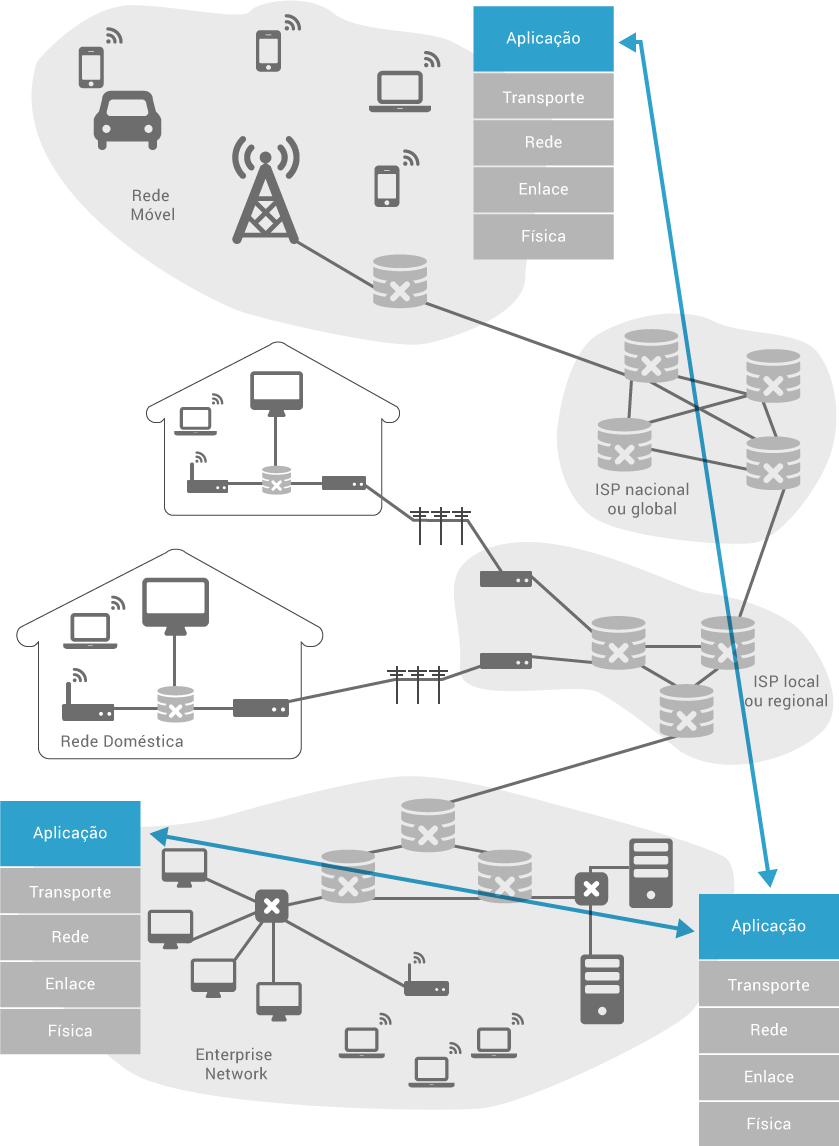 Aplicação
Transporte
Rede
Enlace
Física
Rede
Móvel
ISP nacional
ou global
ISP local
ou regional
Rede Doméstica
Aplicação
Transporte
Rede
Enlace
Física
Enterprise
Network
Aplicação
Transporte
Rede
Enlace
Física